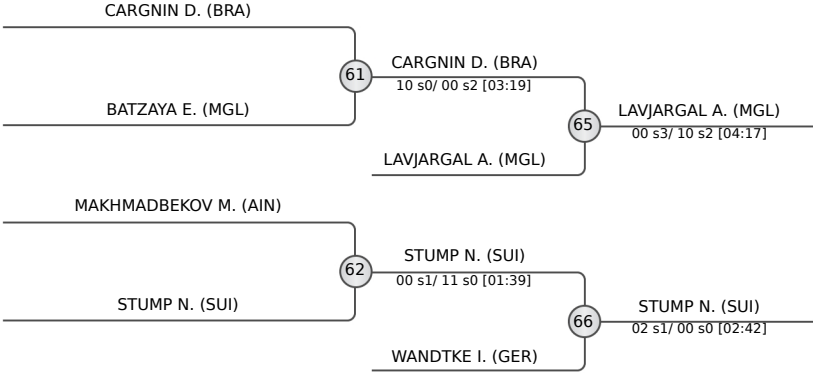 CARGNIN D. (BRA)
61
CARGNIN D. (BRA)
10 s0/ 00 s2 [03:19]
BATZAYA E. (MGL)
65
LAVJARGAL A. (MGL)
00 s3/ 10 s2 [04:17]
LAVJARGAL A. (MGL)
MAKHMADBEKOV M. (AIN)
62
STUMP N. (SUI)
00 s1/ 11 s0 [01:39]
STUMP N. (SUI)
66
STUMP N. (SUI)
02 s1/ 00 s0 [02:42]
WANDTKE I. (GER)